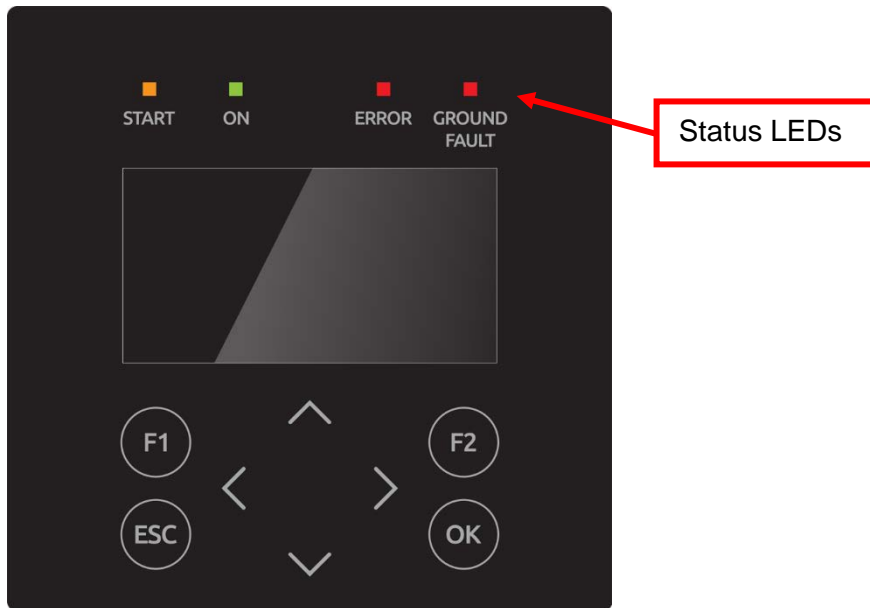 START ON ERROR GROUND
FAULT
Status LEDs
F1 F2
ESC OK